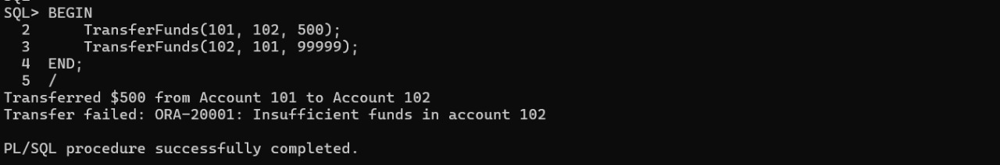 SQL> BEGIN
  2      TransferFunds(101, 102, 500);
  3      TransferFunds(102, 101, 99999);
  4  END;
  5  /
Transferred $500 from Account 101 to Account 102
Transfer failed: ORA-20001: Insufficient funds in account 102
PL/SQL procedure successfully completed.